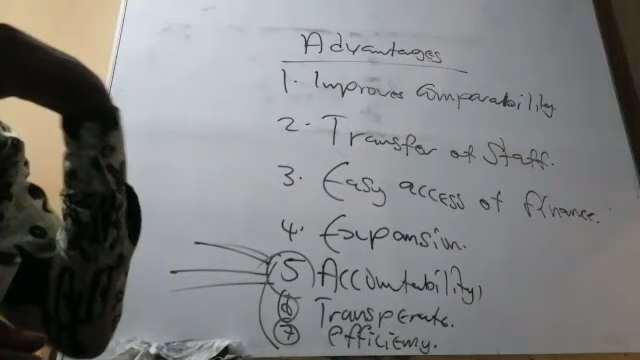 Advantages
1. Improves Comparability
2. Transfer of Staff.
3. Easy access of finance.
4. Expansion.
5 Accountability,
6 Transperate.
7 efficiemy.